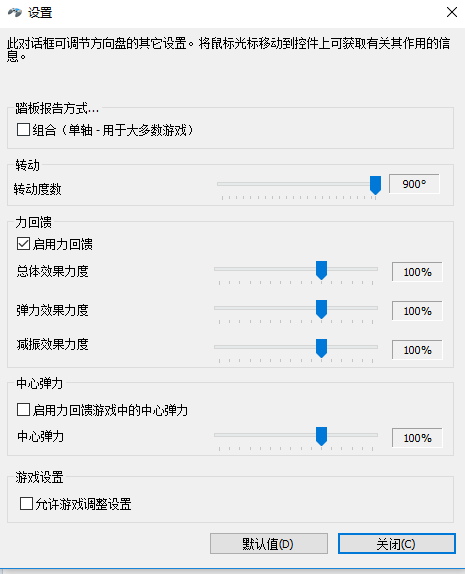 设置
此对话框可调节方向盘的其它设置。将鼠标光标移动到控件上可获取有关其作用的信
息。
踏板报告方式...
组合（单轴 - 用于大多数游戏）
转动
转动度数 900°
力回馈
启用力回馈
总体效果力度 100%
弹力效果力度 100%
减振效果力度 100%
中心弹力
启用力回馈游戏中的中心弹力
中心弹力 100%
游戏设置
允许游戏调整设置
默认值(D) 关闭(C)